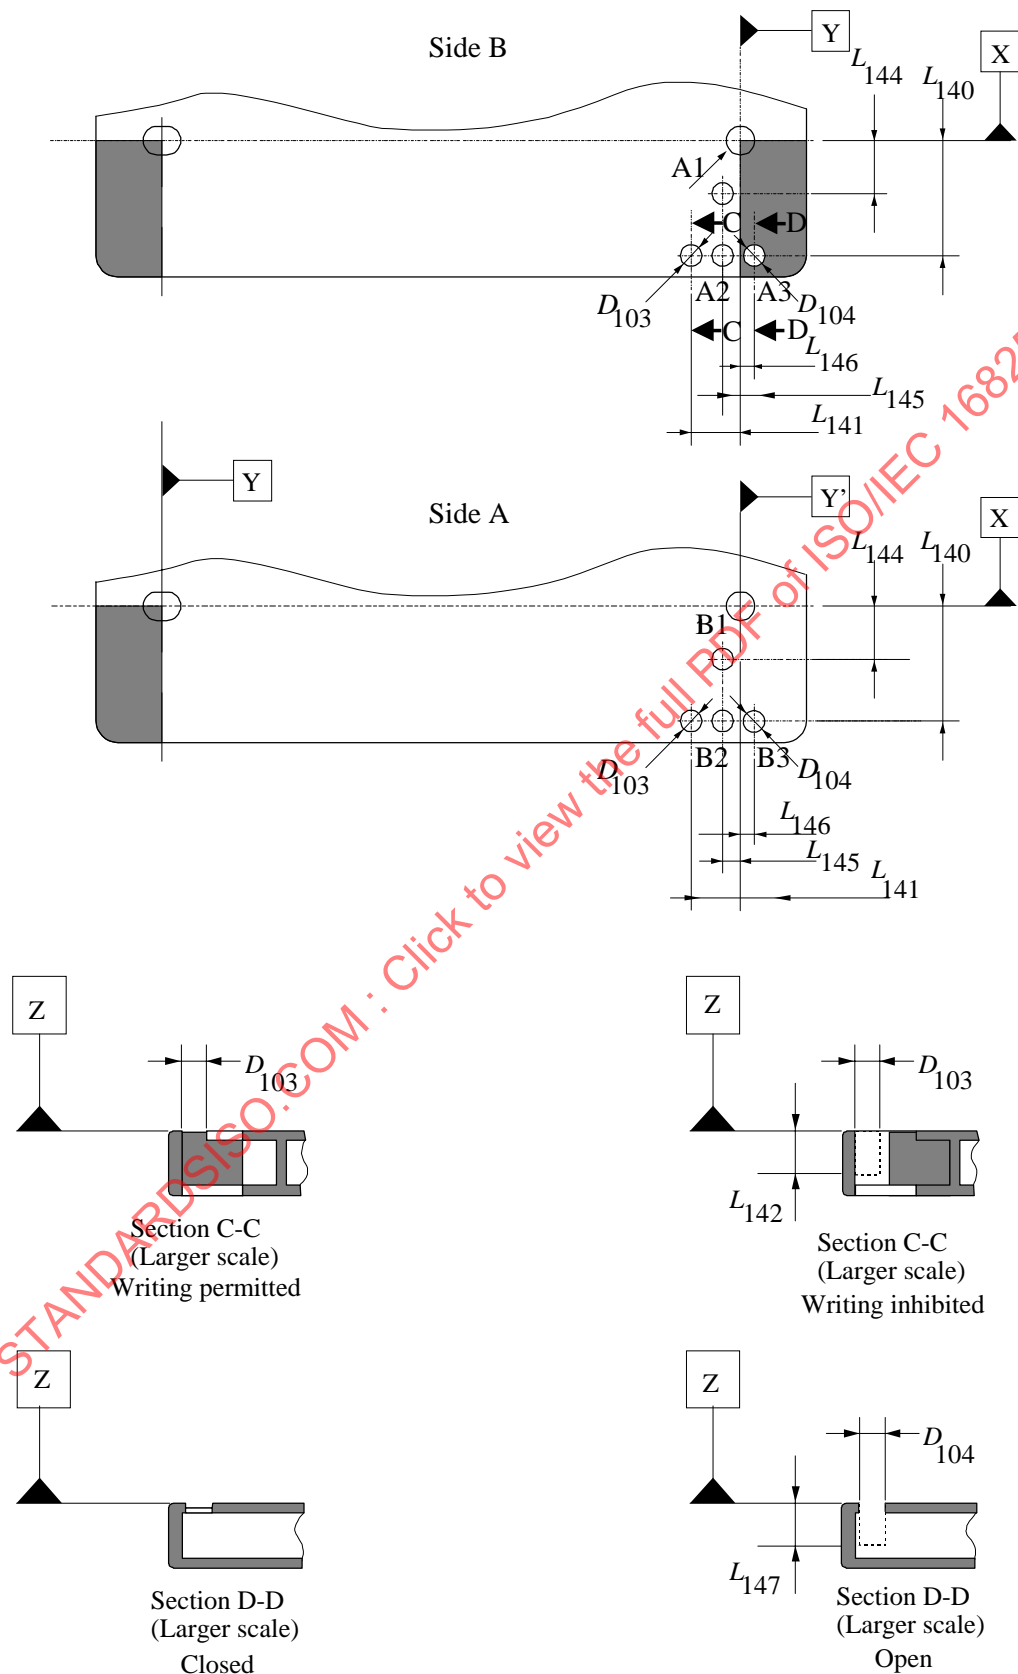 Side B
Y
X
L144
L140
A1
C
D
A2
A3
D103
D104
C
D
L146
L145
L141
Y
Side A
Y'
X
L144
L140
B1
B2
B3
D103
D104
L146
L145
L141
Z
D103
Z
D103
L142
Section C-C
(Larger scale)
Writing permitted
Section C-C
(Larger scale)
Writing inhibited
Z
Z
D104
L147
Section D-D
(Larger scale)
Closed
Section D-D
(Larger scale)
Open
STANDARDSISO.COM : Click to view the full PDF of ISO/IEC 1682